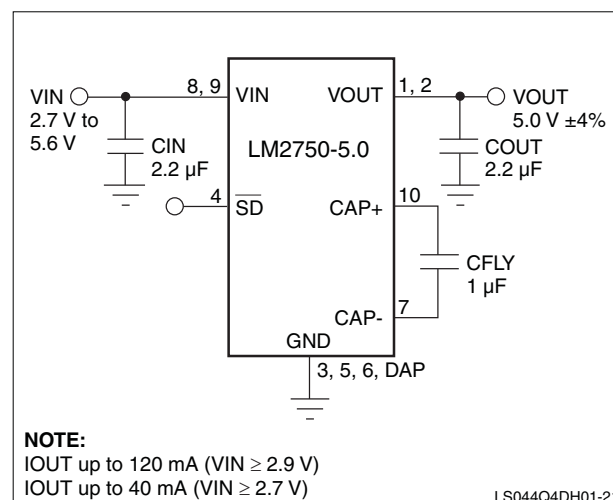 8, 9
VIN
VOUT
1, 2
VIN
2.7 V to
5.6 V
VOUT
5.0 V ±4%
CIN
2.2 µF
LM2750-5.0
COUT
2.2 µF
4
SD
CAP+
10
CFLY
1 µF
CAP-
7
GND
3, 5, 6, DAP
NOTE:
IOUT up to 120 mA (VIN ≥ 2.9 V)
IOUT up to 40 mA (VIN ≥ 2.7 V)